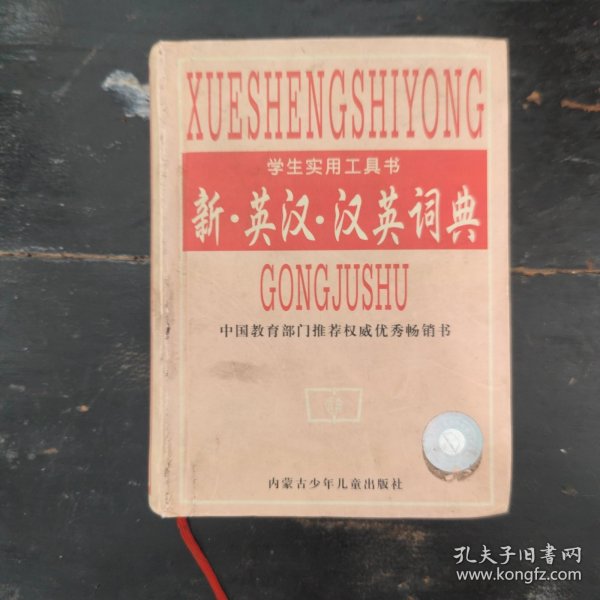 XUESHENGSHIYONG
学生实用工具书
新·英汉·汉英词典
GONGJUSHU
中国教育部门推荐权威优秀畅销书
内蒙古少年儿童出版社
孔夫子旧书网
www.kongfz.com